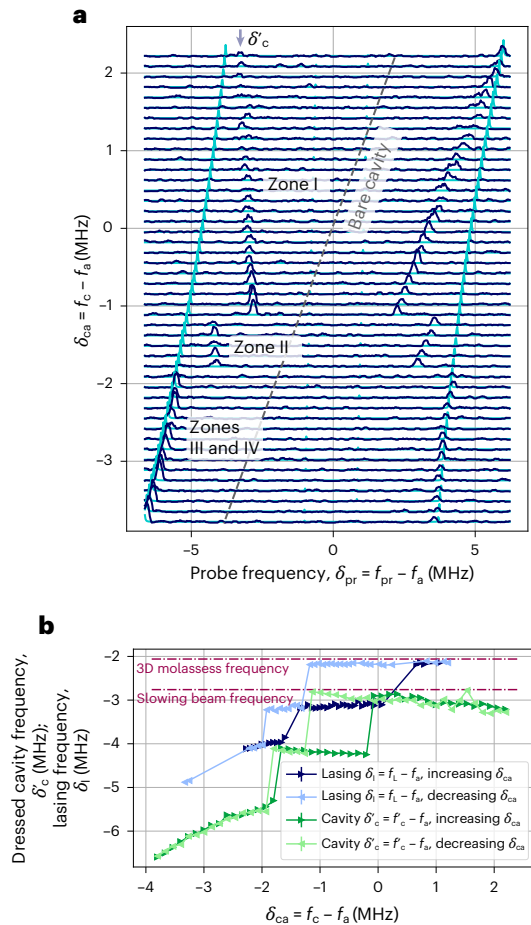 a
δ′c
2
1
0
−1
−2
−3
δca = fc − fa (MHz)
Zone I
Bare cavity
Zone II
Zones
III and IV
−5
0
5
Probe frequency, δpr = fpr − fa (MHz)
b
−2
−3
−4
−5
−6
Dressed cavity frequency,
δ′c (MHz);
lasing frequency,
δl (MHz)
3D molassess frequency
Slowing beam frequency
Lasing δl = fL − fa, increasing δca
Lasing δl = fL − fa, decreasing δca
Cavity δ′c = f′c − fa, increasing δca
Cavity δ′c = f′c − fa, decreasing δca
−4
−3
−2
−1
0
1
2
δca = fc − fa (MHz)